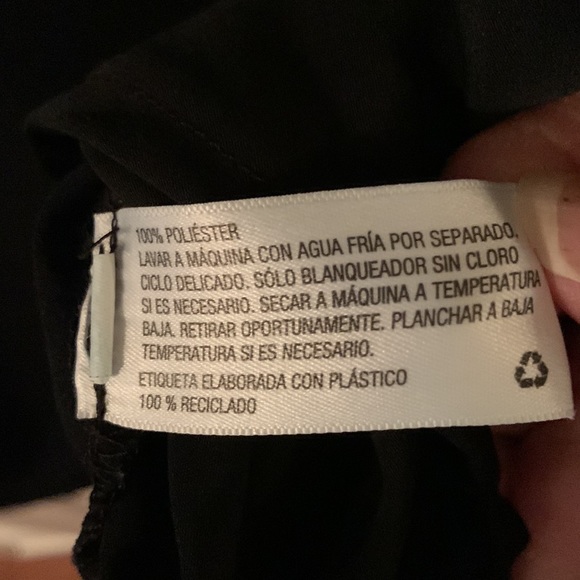 100% POLIÉSTER
LAVAR A MÁQUINA CON AGUA FRÍA POR SEPARADO,
CICLO DELICADO. SÓLO BLANQUEADOR SIN CLORO
SI ES NECESARIO. SECAR A MÁQUINA A TEMPERATURA
BAJA. RETIRAR OPORTUNAMENTE. PLANCHAR A BAJA
TEMPERATURA SI ES NECESARIO.
ETIQUETA ELABORADA CON PLÁSTICO
100 % RECICLADO